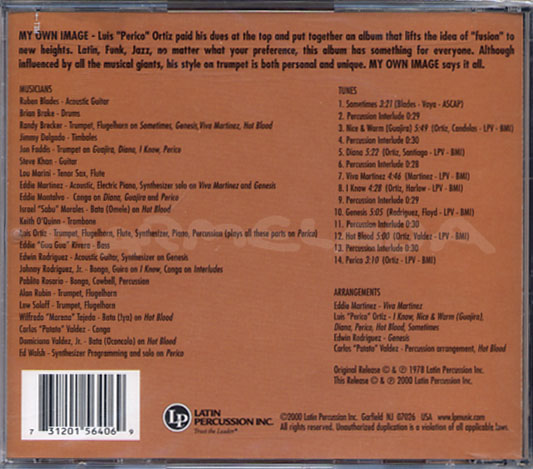 MY OWN IMAGE - Luis "Perico" Ortiz paid his dues at the top and put together an album that lifts the idea of "fusion" to
new heights. Latin, Funk, Jazz, no matter what your preference, this album has something for everyone. Although
influenced by all the musical giants, his style on trumpet is both personal and unique. MY OWN IMAGE says it all.
MUSICIANS
Ruben Blades - Acoustic Guitar
Brian Brake - Drums
Randy Brecker - Trumpet, Flugelhorn on Sometimes, Genesis, Viva Martinez, Hot Blood
Jimmy Delgado - Timbales
Jon Faddis - Trumpet on Guajira, Diana, I Know, Perico
Steve Khan - Guitar
Lou Marini - Tenor Sax, Flute
Eddie Martinez - Acoustic, Electric Piano, Synthesizer solo on Viva Martinez and Genesis
Eddie Montalvo - Conga on Diana, Guajira and Perico
Israel "Sabu" Morales - Bata (Omele) on Hot Blood
Keith O'Quinn - Trombone
Luis Ortiz - Trumpet, Flugelhorn, Flute, Synthesizer, Piano, Percussion (plays all these parts on Perico)
Eddie "Gua Gua" Rivera - Bass
Edwin Rodriguez - Acoustic Guitar, Synthesizer on Genesis
Johnny Rodriguez, Jr. - Bongo, Guiro on I Know, Conga on Interludes
Pablito Rosario - Bongo, Cowbell, Percussion
Alan Rubin - Trumpet, Flugelhorn
Lew Soloff - Trumpet, Flugelhorn
Wilfredo "Moreno" Tejeda - Bata (Iya) on Hot Blood
Carlos "Patato" Valdez - Conga
Domiciano Valdez, Jr. - Bata (Oconcolo) on Hot Blood
Ed Walsh - Synthesizer Programming and solo on Perico
TUNES
1. Sometimes 3:21 (Blades - Vaya - ASCAP)
2. Percussion Interlude 0:29
3. Nice & Warm (Guajira) 5:49 (Ortiz, Candolas - LPV - BMI)
4. Percussion Interlude 0:30
5. Diana 5:22 (Ortiz, Santiago - LPV - BMI)
6. Percussion Interlude 0:28
7. Viva Martinez 4:46 (Martinez - LPV - BMI)
8. I Know 4:28 (Ortiz, Harlow - LPV - BMI)
9. Percussion Interlude 0:29
10. Genesis 5:05 (Rodriguez, Floyd - LPV - BMI)
11. Percussion Interlude 0:30
12. Hot Blood 5:00 (Ortiz, Valdez - LPV - BMI)
13. Percussion Interlude 0:30
14. Perico 3:10 (Ortiz - LPV - BMI)
ARRANGEMENTS
Eddie Martinez - Viva Martinez
Luis "Perico" Ortiz - I Know, Nice & Warm (Guajira),
Diana, Perico, Hot Blood, Sometimes
Edwin Rodriguez - Genesis
Carlos "Patato" Valdez - Percussion arrangement, Hot Blood
Original Release © & ℗ 1978 Latin Percussion Inc.
This Release © & ℗ 2000 Latin Percussion Inc.
7 31201 56406 9
LP
LATIN
PERCUSSION INC.
Trust the Leader®
©2000 Latin Percussion Inc. Garfield NJ 07026 USA www.lpmusic.com
All rights reserved. Unauthorized duplication is a violation of all applicable laws.